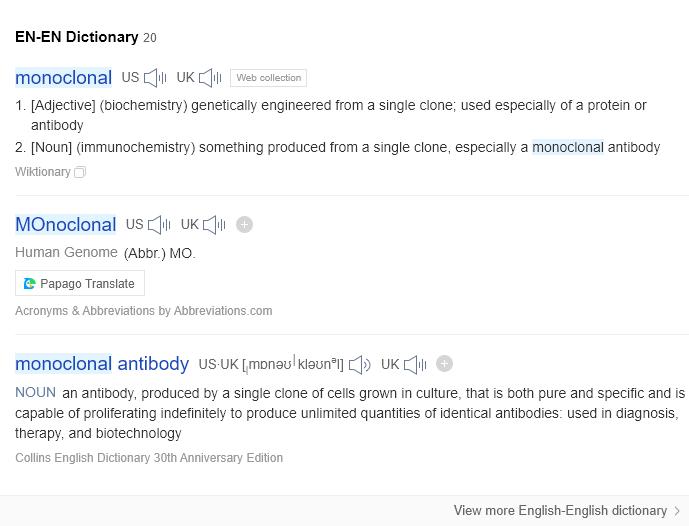 EN-EN Dictionary 20
monoclonal US UK Web collection
1. [Adjective] (biochemistry) genetically engineered from a single clone; used especially of a protein or
antibody
2. [Noun] (immunochemistry) something produced from a single clone, especially a monoclonal antibody
Wiktionary
MOnoclonal US UK
Human Genome (Abbr.) MO.
Papago Translate
Acronyms & Abbreviations by Abbreviations.com
monoclonal antibody US·UK [ˌmɒnəʊˈkləʊnᵊl] UK
NOUN an antibody, produced by a single clone of cells grown in culture, that is both pure and specific and is
capable of proliferating indefinitely to produce unlimited quantities of identical antibodies: used in diagnosis,
therapy, and biotechnology
Collins English Dictionary 30th Anniversary Edition
View more English-English dictionary